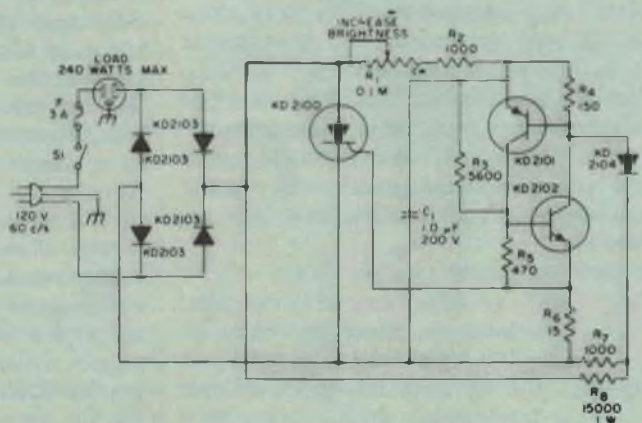 INCREASE
BRIGHTNESS
LOAD
240 WATTS MAX
F
3 A
S1
120 V
60 c/s
KD2103
KD2103
KD2103
KD2103
KD2100
R1
0.1 M
CW
R2
1000
R4
150
KD2101
KD
2104
R3
5600
KD2102
C1
1.0 µF
200 V
R5
470
R6
15
R7
1000
R8
15000
1 W